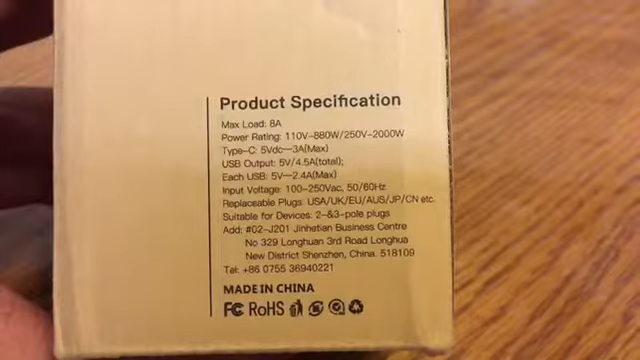 Product Specification
Max Load: 8A
Power Rating: 110V-880W/250V-2000W
Type-C: 5Vdc—3A(Max)
USB Output: 5V/4.5A(total);
Each USB: 5V—2.4A(Max)
Input Voltage: 100-250Vac, 50/60Hz
Replaceable Plugs: USA/UK/EU/AUS/JP/CN etc.
Suitable for Devices: 2-&3-pole plugs
Add: #02-J201 Jinhetian Business Centre
No 329 Longhuan 3rd Road Longhua
New District Shenzhen, China. 518109
Tel: +86 0755 36940221
MADE IN CHINA
FC RoHS